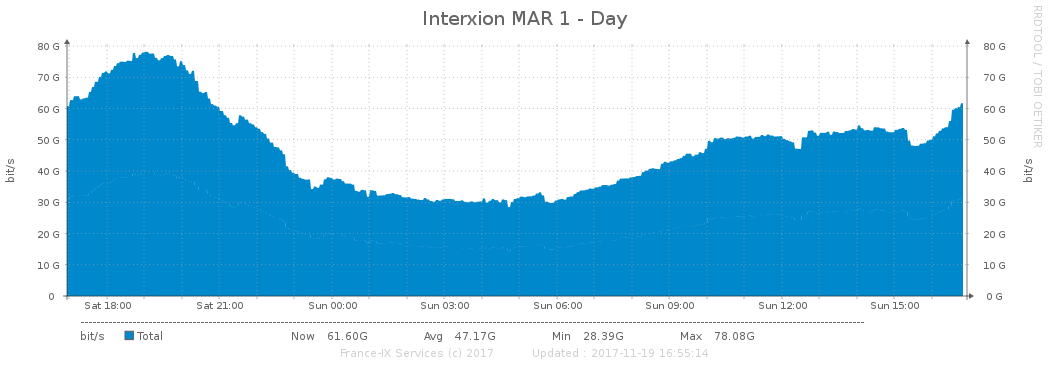 Interxion MAR 1 - Day
RRDTOOL / TOBI OETIKER
bit/s
bit/s
80 G 80 G
70 G 70 G
60 G 60 G
50 G 50 G
40 G 40 G
30 G 30 G
20 G 20 G
10 G 10 G
0 0 G
Sat 18:00 Sat 21:00 Sun 00:00 Sun 03:00 Sun 06:00 Sun 09:00 Sun 12:00 Sun 15:00
bit/s Total Now 61.60G Avg 47.17G Min 28.39G Max 78.08G
France-IX Services (c) 2017 Updated : 2017-11-19 16:55:14